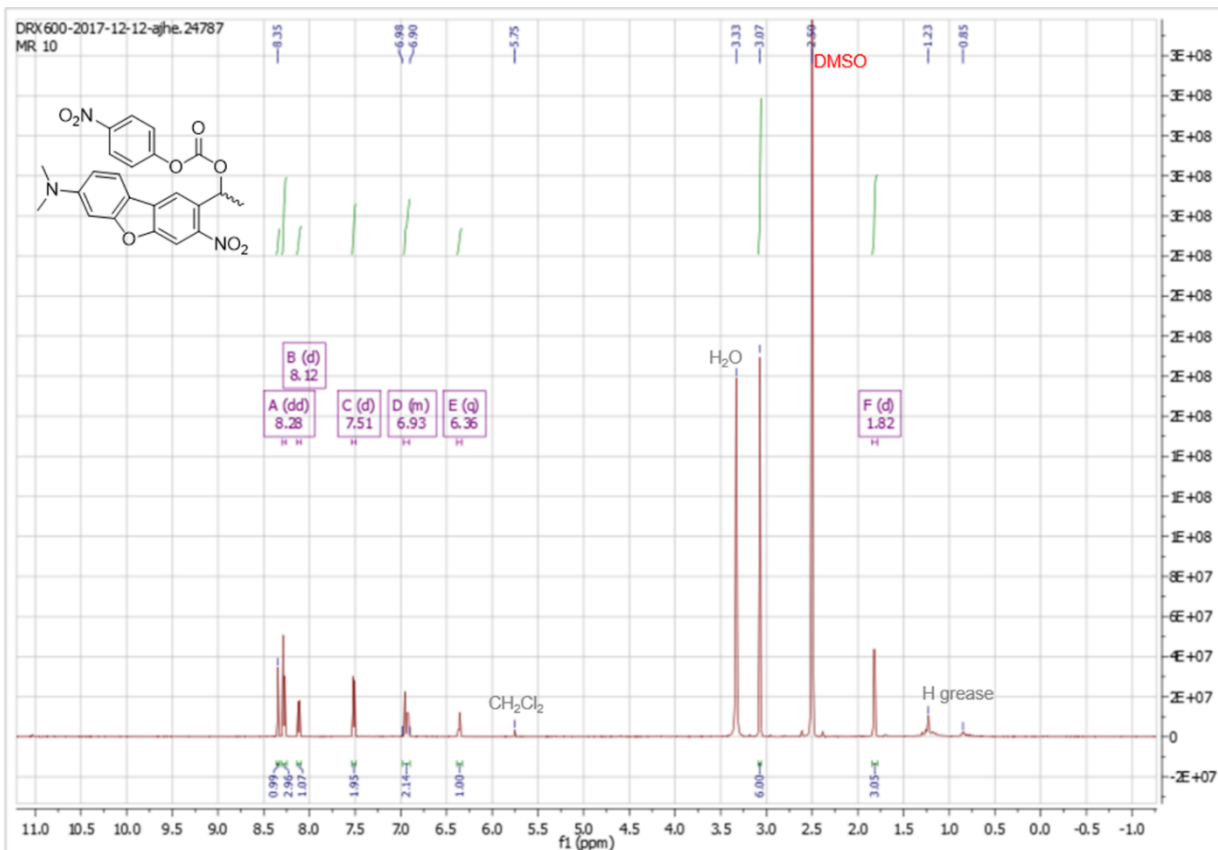 DRX600-2017-12-12-ajhe.24787
MR 10
8.35
6.98
6.90
5.75
3.33
3.07
2.50
1.23
0.85
DMSO
O2N
O
O
O
N
O
NO2
B (d)
8.12
A (dd)
8.28
C (d)
7.51
D (m)
6.93
E (q)
6.36
F (d)
1.82
H2O
CH2Cl2
H grease
0.99
2.96
1.07
1.95
2.14
1.00
6.00
3.05
3E+08
3E+08
3E+08
3E+08
3E+08
2E+08
2E+08
2E+08
2E+08
2E+08
1E+08
1E+08
1E+08
8E+07
6E+07
4E+07
2E+07
0
-2E+07
11.0 10.5 10.0 9.5 9.0 8.5 8.0 7.5 7.0 6.5 6.0 5.5 5.0 4.5 4.0 3.5 3.0 2.5 2.0 1.5 1.0 0.5 0.0 -0.5 -1.0
f1 (ppm)